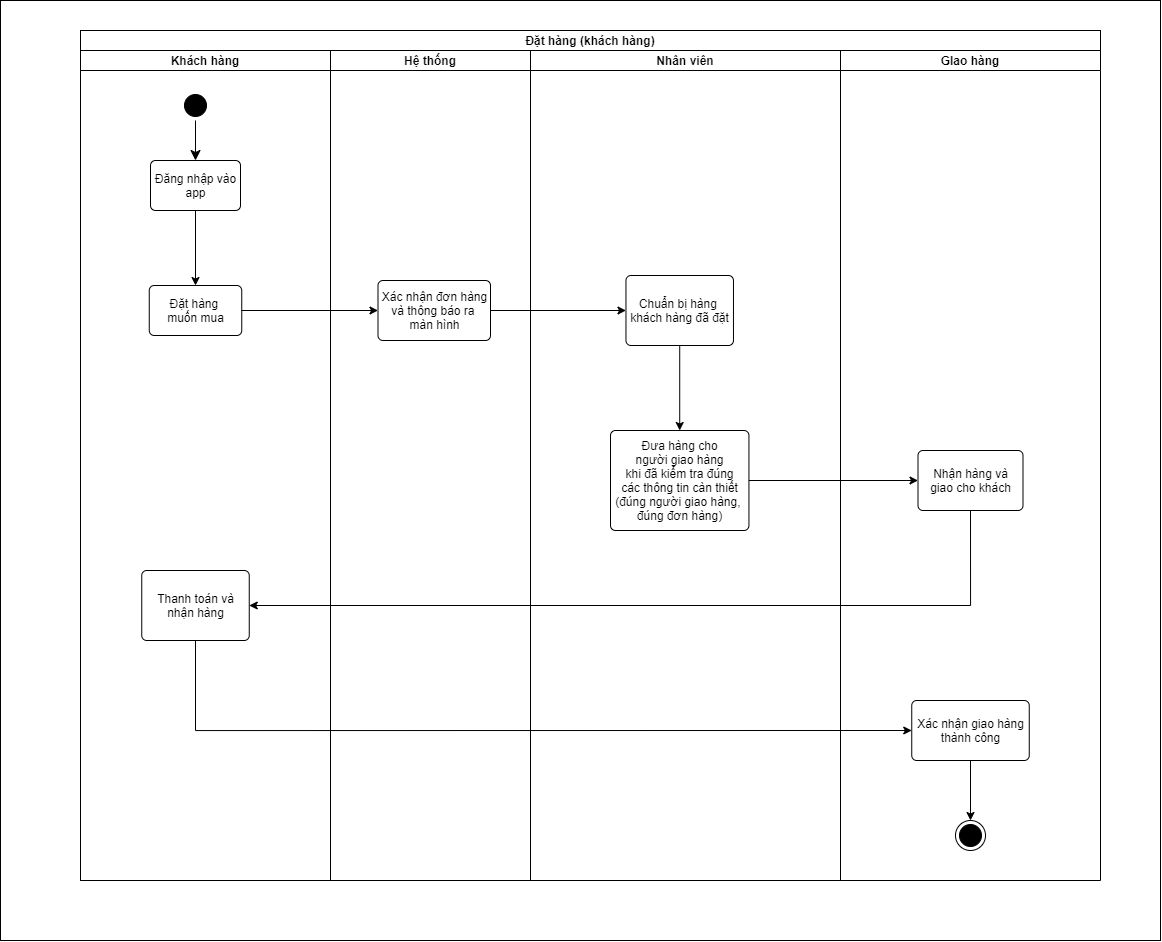 Đặt hàng (khách hàng)
Khách hàng
Hệ thống
Nhân viên
GIao hàng
Đăng nhập vào
app
Đặt hàng
muốn mua
Xác nhận đơn hàng
và thông báo ra
màn hình
Chuẩn bị hàng
khách hàng đã đặt
Đưa hàng cho
người giao hàng
khi đã kiểm tra đúng
các thông tin cần thiết
(đúng người giao hàng,
đúng đơn hàng)
Nhận hàng và
giao cho khách
Thanh toán và
nhận hàng
Xác nhận giao hàng
thành công